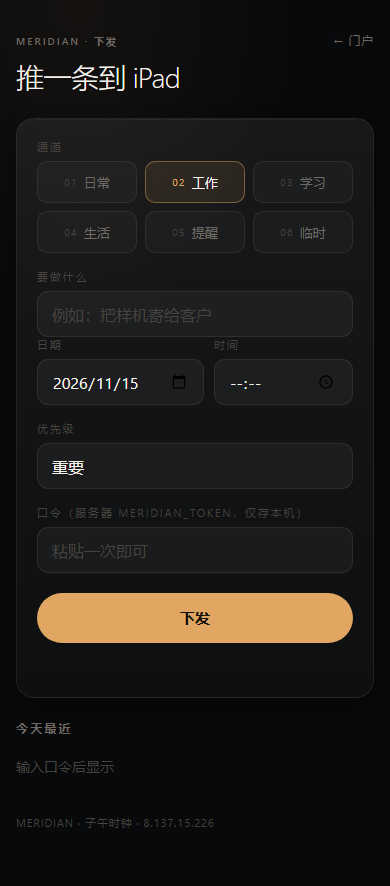 MERIDIAN · 下发
← 门户
推一条到 iPad
通道
01 日常 02 工作 03 学习
04 生活 05 提醒 06 临时
要做什么
例如：把样机寄给客户
日期 时间
2026/11/15 --:--
优先级
重要
口令（服务器 MERIDIAN_TOKEN，仅存本机）
粘贴一次即可
下发
今天最近
输入口令后显示
MERIDIAN · 子午时钟 · 8.137.15.226